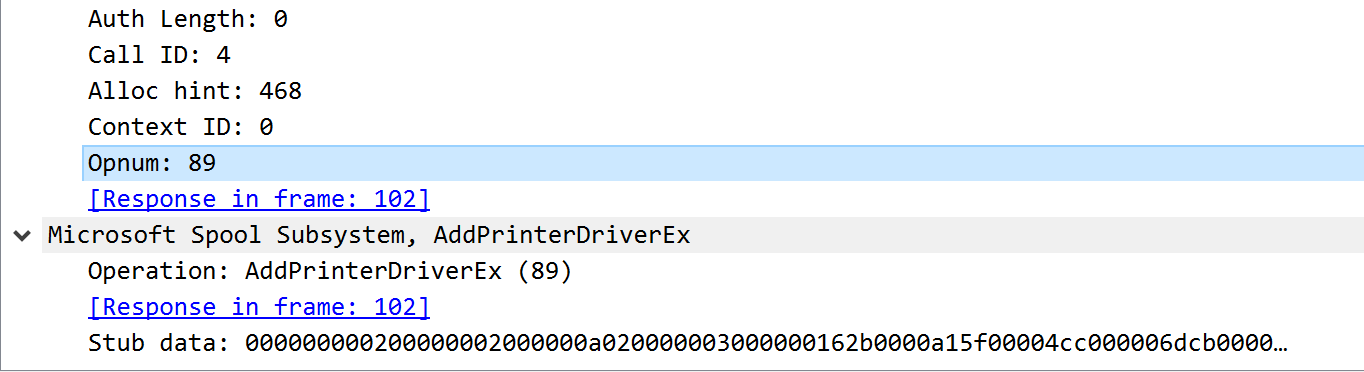 Auth Length: 0
Call ID: 4
Alloc hint: 468
Context ID: 0
Opnum: 89
[Response in frame: 102]
Microsoft Spool Subsystem, AddPrinterDriverEx
Operation: AddPrinterDriverEx (89)
[Response in frame: 102]
Stub data: 000000000200000002000000a020000003000000162b0000a15f00004cc000006dcb0000…